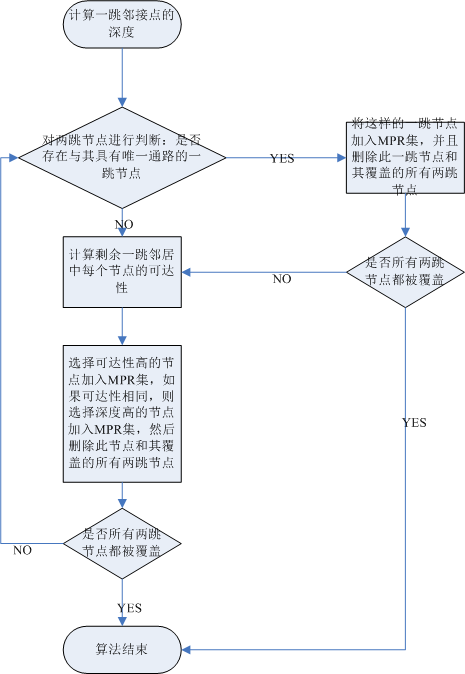 计算一跳邻接点的
深度
对两跳节点进行判断：是否
存在与其具有唯一通路的一
跳节点
YES
将这样的一跳节点
加入MPR集，并且
删除此一跳节点和
其覆盖的所有两跳
节点
NO
计算剩余一跳邻居
中每个节点的可达
性
NO
是否所有两跳
节点都被覆盖
选择可达性高的节
点加入MPR集，如
果可达性相同，则
选择深度高的节点
加入MPR集，然后
删除此节点和其覆
盖的所有两跳节点
YES
是否所有两跳
节点都被覆盖
NO
YES
算法结束